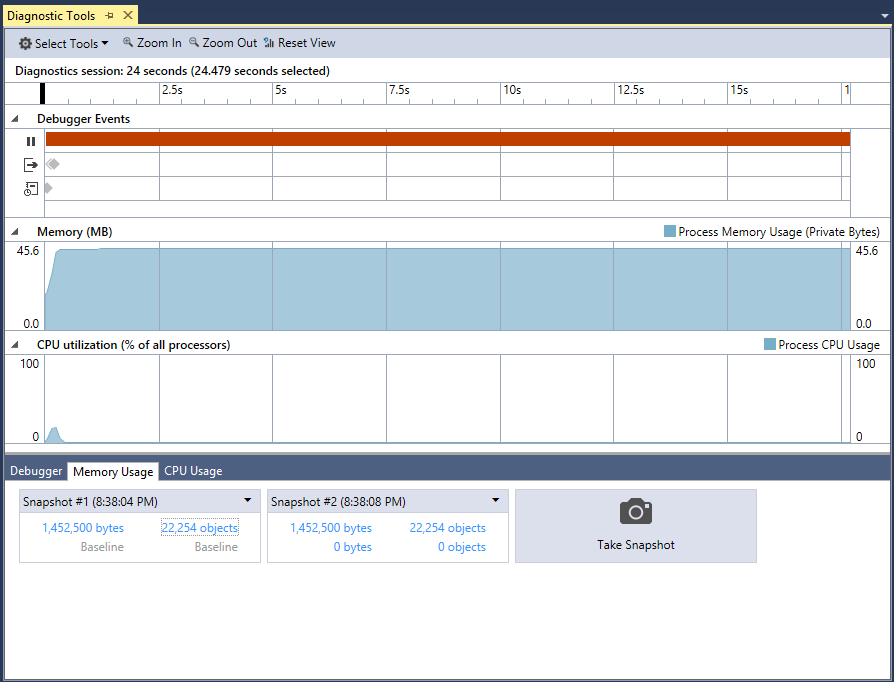 Diagnostic Tools
Select Tools Zoom In Zoom Out Reset View
Diagnostics session: 24 seconds (24.479 seconds selected)
2.5s 5s 7.5s 10s 12.5s 15s 1
Debugger Events
Memory (MB) Process Memory Usage (Private Bytes)
45.6 45.6
0.0 0.0
CPU utilization (% of all processors) Process CPU Usage
100 100
0 0
Debugger Memory Usage CPU Usage
Snapshot #1 (8:38:04 PM) Snapshot #2 (8:38:08 PM)
1,452,500 bytes 22,254 objects 1,452,500 bytes 22,254 objects
Baseline Baseline 0 bytes 0 objects
Take Snapshot